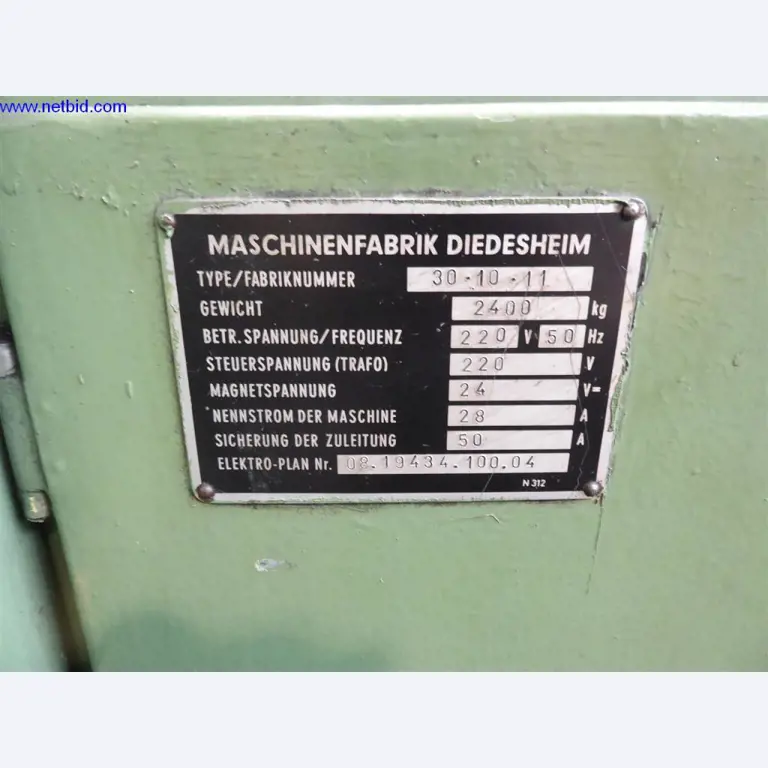 www.netbid.com
MASCHINENFABRIK DIEDESHEIM
TYPE/FABRIKNUMMER 30-10-11
GEWICHT 2400 kg
BETR. SPANNUNG/FREQUENZ 220 V 50 Hz
STEUERSPANNUNG (TRAFO) 220 V
MAGNETSPANNUNG 24 V=
NENNSTROM DER MASCHINE 28 A
SICHERUNG DER ZULEITUNG 50 A
ELEKTRO-PLAN Nr. 08.19434.100.04
N 312